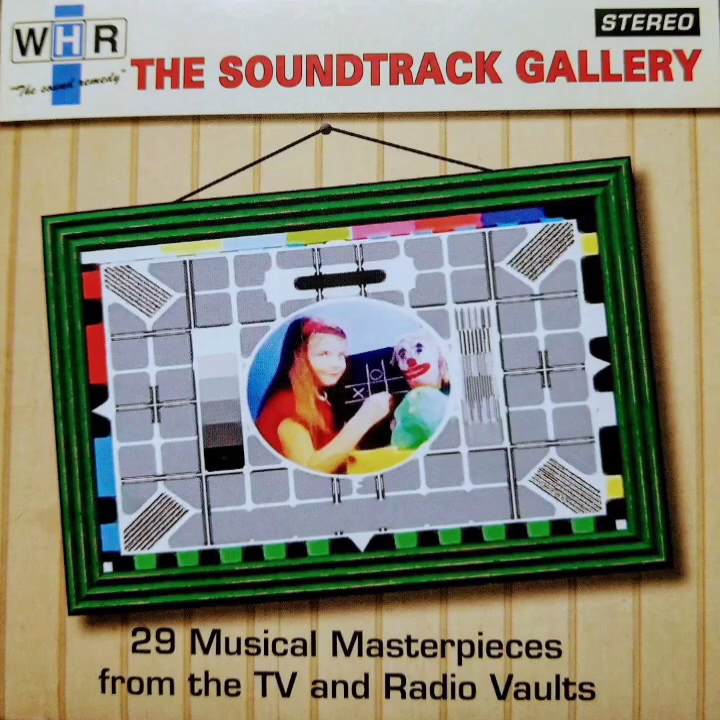 WHR
STEREO
"The sound remedy"
THE SOUNDTRACK GALLERY
X O
29 Musical Masterpieces
from the TV and Radio Vaults